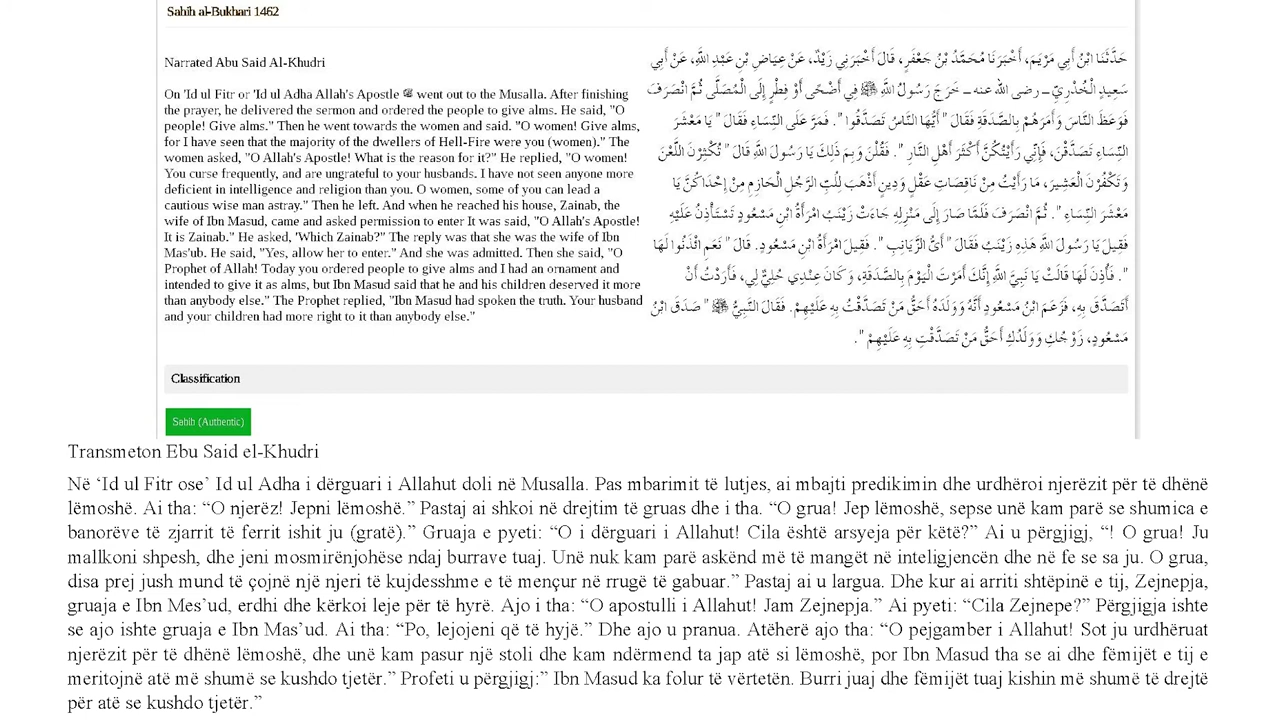 Sahih al-Bukhari 1462
Narrated Abu Said Al-Khudri
On 'Id ul Fitr or 'Id ul Adha Allah's Apostle ﷺ went out to the Musalla. After finishing
the prayer, he delivered the sermon and ordered the people to give alms. He said, "O
people! Give alms." Then he went towards the women and said. "O women! Give alms,
for I have seen that the majority of the dwellers of Hell-Fire were you (women)." The
women asked, "O Allah's Apostle! What is the reason for it?" He replied, "O women!
You curse frequently, and are ungrateful to your husbands. I have not seen anyone more
deficient in intelligence and religion than you. O women, some of you can lead a
cautious wise man astray." Then he left. And when he reached his house, Zainab, the
wife of Ibn Masud, came and asked permission to enter It was said, "O Allah's Apostle!
It is Zainab." He asked, 'Which Zainab?" The reply was that she was the wife of Ibn
Mas'ub. He said, "Yes, allow her to enter." And she was admitted. Then she said, "O
Prophet of Allah! Today you ordered people to give alms and I had an ornament and
intended to give it as alms, but Ibn Masud said that he and his children deserved it more
than anybody else." The Prophet replied, "Ibn Masud had spoken the truth. Your husband
and your children had more right to it than anybody else."
حَدَّثَنَا ابْنُ أَبِي مَرْيَمَ، أَخْبَرَنَا مُحَمَّدُ بْنُ جَعْفَرٍ، قَالَ أَخْبَرَنِي زَيْدٌ، عَنْ عِيَاضِ بْنِ عَبْدِ اللَّهِ، عَنْ أَبِي
سَعِيدٍ الْخُدْرِيِّ ـ رضى الله عنه ـ خَرَجَ رَسُولُ اللَّهِ ﷺ فِي أَضْحًى أَوْ فِطْرٍ إِلَى الْمُصَلَّى ثُمَّ انْصَرَفَ
فَوَعَظَ النَّاسَ وَأَمَرَهُمْ بِالصَّدَقَةِ فَقَالَ ‏"‏ أَيُّهَا النَّاسُ تَصَدَّقُوا ‏"‏‏.‏ فَمَرَّ عَلَى النِّسَاءِ فَقَالَ ‏"‏ يَا مَعْشَرَ
النِّسَاءِ تَصَدَّقْنَ، فَإِنِّي رَأَيْتُكُنَّ أَكْثَرَ أَهْلِ النَّارِ ‏"‏‏.‏ فَقُلْنَ وَبِمَ ذَلِكَ يَا رَسُولَ اللَّهِ قَالَ ‏"‏ تُكْثِرْنَ اللَّعْنَ
وَتَكْفُرْنَ الْعَشِيرَ، مَا رَأَيْتُ مِنْ نَاقِصَاتِ عَقْلٍ وَدِينٍ أَذْهَبَ لِلُبِّ الرَّجُلِ الْحَازِمِ مِنْ إِحْدَاكُنَّ يَا
مَعْشَرَ النِّسَاءِ ‏"‏‏.‏ ثُمَّ انْصَرَفَ فَلَمَّا صَارَ إِلَى مَنْزِلِهِ جَاءَتْ زَيْنَبُ امْرَأَةُ ابْنِ مَسْعُودٍ تَسْتَأْذِنُ عَلَيْهِ
فَقِيلَ يَا رَسُولَ اللَّهِ هَذِهِ زَيْنَبُ فَقَالَ ‏"‏ أَىُّ الزَّيَانِبِ ‏"‏‏.‏ فَقِيلَ امْرَأَةُ ابْنِ مَسْعُودٍ‏.‏ قَالَ ‏"‏ نَعَمِ ائْذَنُوا لَهَا
‏"‏‏.‏ فَأُذِنَ لَهَا قَالَتْ يَا نَبِيَّ اللَّهِ إِنَّكَ أَمَرْتَ الْيَوْمَ بِالصَّدَقَةِ، وَكَانَ عِنْدِي حُلِيٌّ لِي، فَأَرَدْتُ أَنْ
أَتَصَدَّقَ بِهِ، فَزَعَمَ ابْنُ مَسْعُودٍ أَنَّهُ وَوَلَدَهُ أَحَقُّ مَنْ تَصَدَّقْتُ بِهِ عَلَيْهِمْ‏.‏ فَقَالَ النَّبِيُّ ﷺ ‏"‏ صَدَقَ ابْنُ
مَسْعُودٍ، زَوْجُكِ وَوَلَدُكِ أَحَقُّ مَنْ تَصَدَّقْتِ بِهِ عَلَيْهِمْ ‏"‏‏.‏
Classification
Sahih (Authentic)
Transmeton Ebu Said el-Khudri
Në ‘Id ul Fitr ose’ Id ul Adha i dërguari i Allahut doli në Musalla. Pas mbarimit të lutjes, ai mbajti predikimin dhe urdhëroi njerëzit për të dhënë
lëmoshë. Ai tha: “O njerëz! Jepni lëmoshë.” Pastaj ai shkoi në drejtim të gruas dhe i tha. “O grua! Jep lëmoshë, sepse unë kam parë se shumica e
banorëve të zjarrit të ferrit ishit ju (gratë).” Gruaja e pyeti: “O i dërguari i Allahut! Cila është arsyeja për këtë?” Ai u përgjigj, “! O grua! Ju
mallkoni shpesh, dhe jeni mosmirënjohëse ndaj burrave tuaj. Unë nuk kam parë askënd më të mangët në inteligjencën dhe në fe se sa ju. O grua,
disa prej jush mund të çojnë një njeri të kujdesshme e të mençur në rrugë të gabuar.” Pastaj ai u largua. Dhe kur ai arriti shtëpinë e tij, Zejnepja,
gruaja e Ibn Mes’ud, erdhi dhe kërkoi leje për të hyrë. Ajo i tha: “O apostulli i Allahut! Jam Zejnepja.” Ai pyeti: “Cila Zejnepe?” Përgjigja ishte
se ajo ishte gruaja e Ibn Mas’ud. Ai tha: “Po, lejojeni që të hyjë.” Dhe ajo u pranua. Atëherë ajo tha: “O pejgamber i Allahut! Sot ju urdhëruat
njerëzit për të dhënë lëmoshë, dhe unë kam pasur një stoli dhe kam ndërmend ta jap atë si lëmoshë, por Ibn Masud tha se ai dhe fëmijët e tij e
meritojnë atë më shumë se kushdo tjetër.” Profeti u përgjigj:” Ibn Masud ka folur të vërtetën. Burri juaj dhe fëmijët tuaj kishin më shumë të drejtë
për atë se kushdo tjetër.”